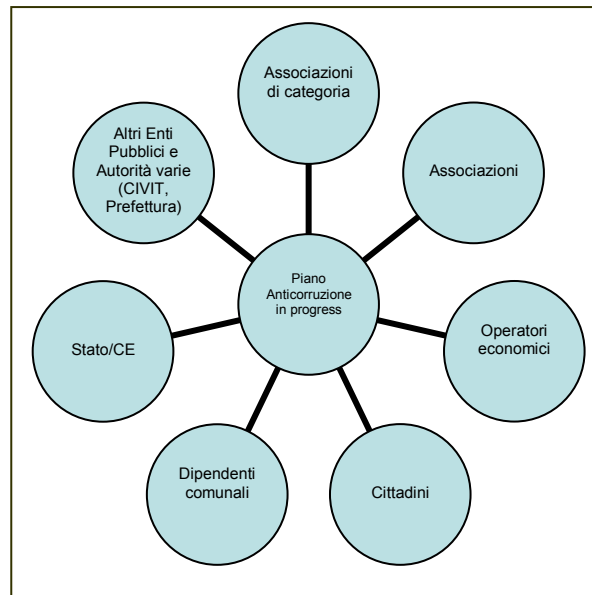 Associazioni
di categoria
Altri Enti
Pubblici e
Autorità varie
(CIVIT,
Prefettura)
Associazioni
Piano
Anticorruzione
in progress
Stato/CE
Operatori
economici
Dipendenti
comunali
Cittadini